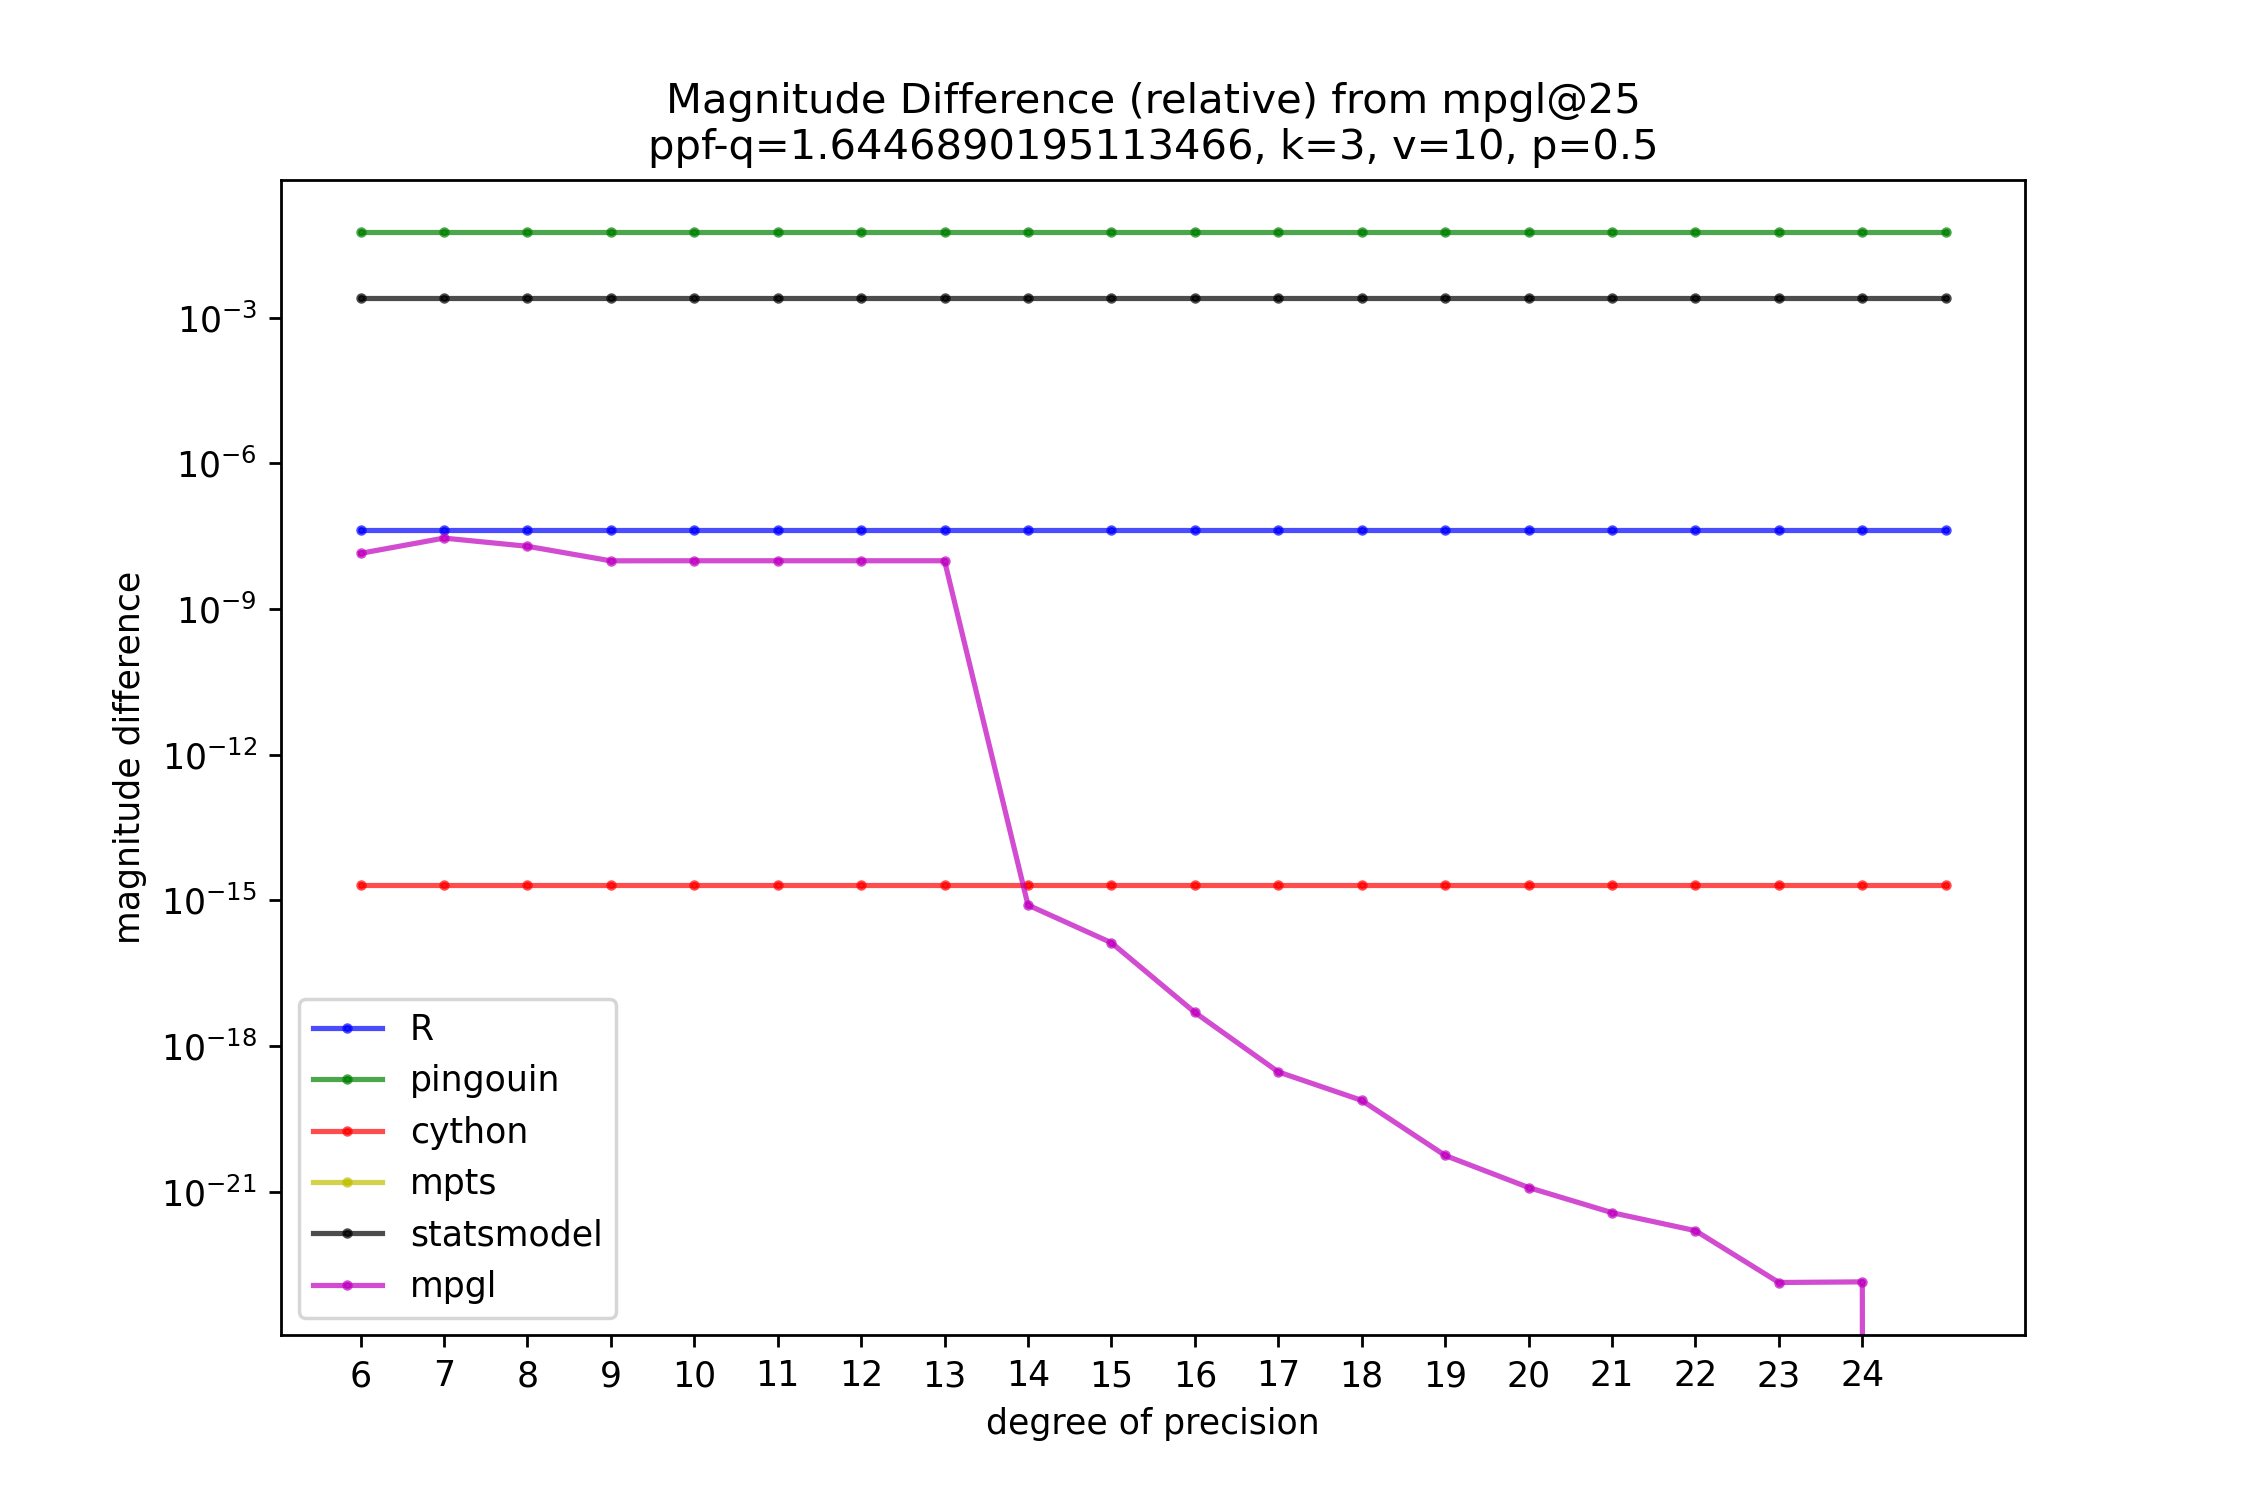 Magnitude Difference (relative) from mpgl@25
ppf-q=1.6446890195113466, k=3, v=10, p=0.5
magnitude difference
10⁻³
10⁻⁶
10⁻⁹
10⁻¹²
10⁻¹⁵
10⁻¹⁸
10⁻²¹
R
pingouin
cython
mpts
statsmodel
mpgl
6 7 8 9 10 11 12 13 14 15 16 17 18 19 20 21 22 23 24
degree of precision